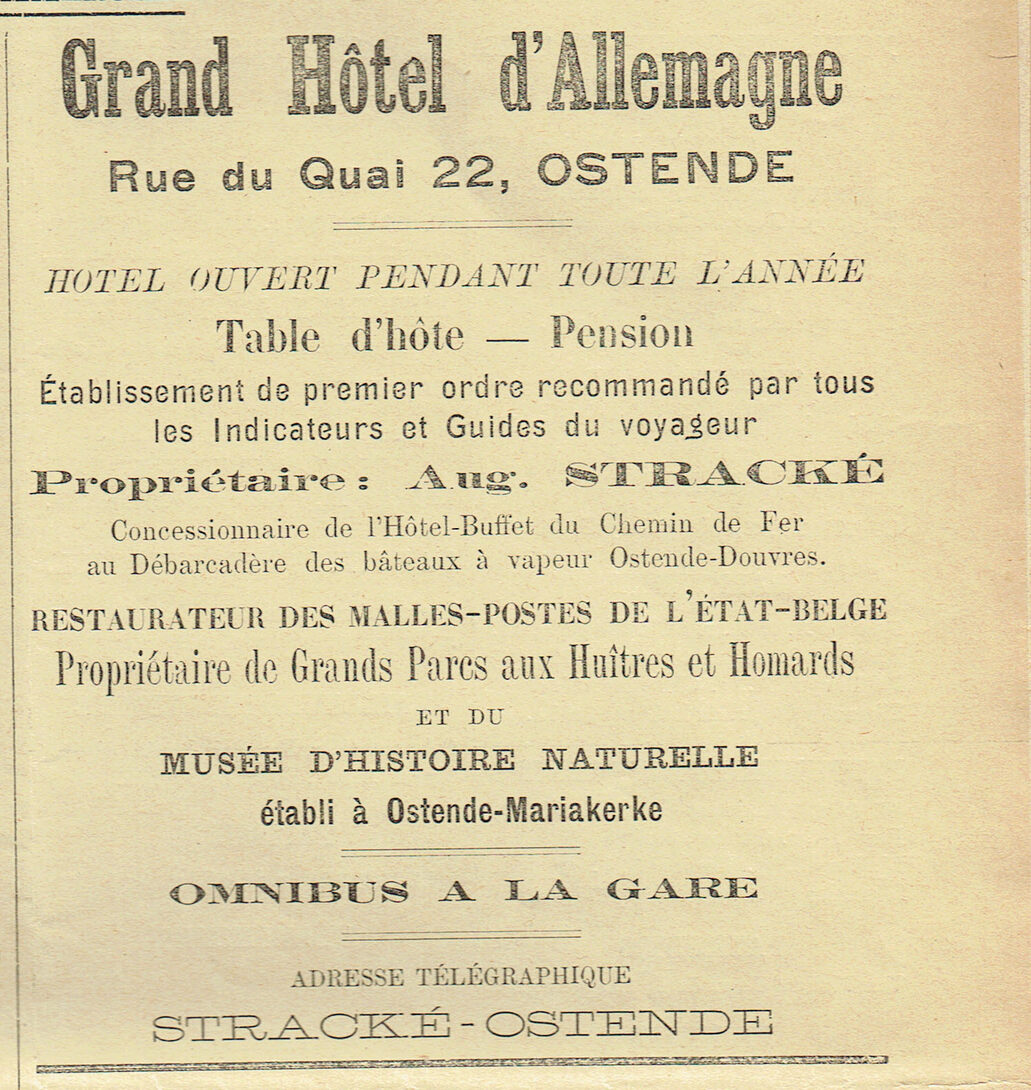 Grand Hôtel d'Allemagne
Rue du Quai 22, OSTENDE
HOTEL OUVERT PENDANT TOUTE L'ANNÉE
Table d'hôte — Pension
Établissement de premier ordre recommandé par tous
les Indicateurs et Guides du voyageur
Propriétaire : Aug. STRACKÉ
Concessionnaire de l'Hôtel-Buffet du Chemin de Fer
au Débarcadère des bâteaux à vapeur Ostende-Douvres.
RESTAURATEUR DES MALLES-POSTES DE L'ÉTAT-BELGE
Propriétaire de Grands Parcs aux Huîtres et Homards
ET DU
MUSÉE D'HISTOIRE NATURELLE
établi à Ostende-Mariakerke
OMNIBUS A LA GARE
ADRESSE TÉLÉGRAPHIQUE
STRACKÉ-OSTENDE